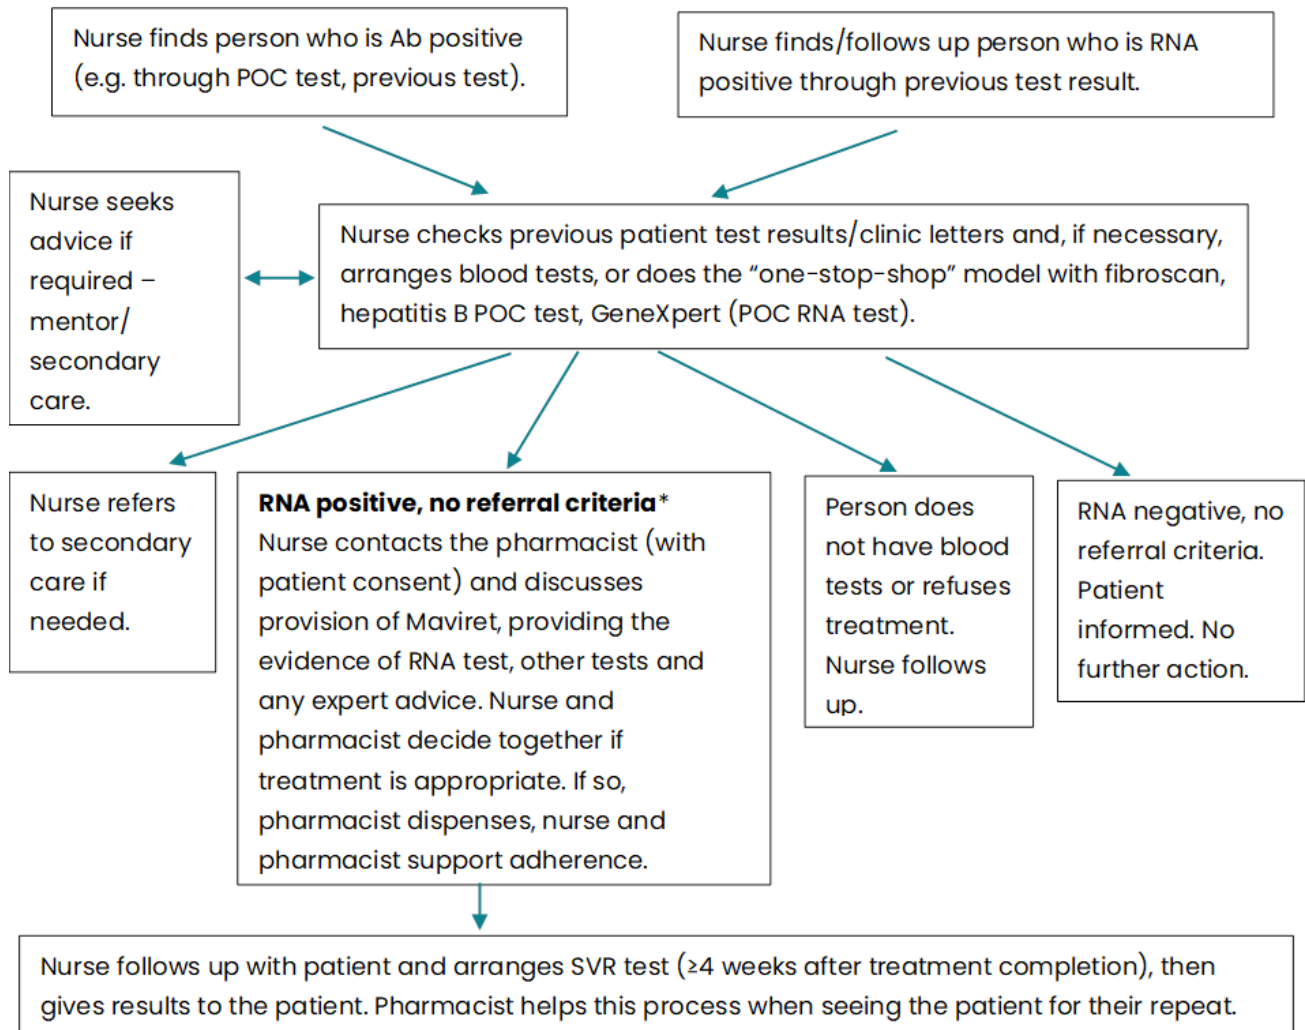 Nurse finds person who is Ab positive
(e.g. through POC test, previous test).
Nurse finds/follows up person who is RNA
positive through previous test result.
Nurse seeks
advice if
required –
mentor/
secondary
care.
Nurse checks previous patient test results/clinic letters and, if necessary,
arranges blood tests, or does the “one-stop-shop” model with fibroscan,
hepatitis B POC test, GeneXpert (POC RNA test).
Nurse refers
to secondary
care if
needed.
RNA positive, no referral criteria*
Nurse contacts the pharmacist (with
patient consent) and discusses
provision of Maviret, providing the
evidence of RNA test, other tests and
any expert advice. Nurse and
pharmacist decide together if
treatment is appropriate. If so,
pharmacist dispenses, nurse and
pharmacist support adherence.
Person does
not have blood
tests or refuses
treatment.
Nurse follows
up.
RNA negative, no
referral criteria.
Patient
informed. No
further action.
Nurse follows up with patient and arranges SVR test (≥4 weeks after treatment completion), then
gives results to the patient. Pharmacist helps this process when seeing the patient for their repeat.